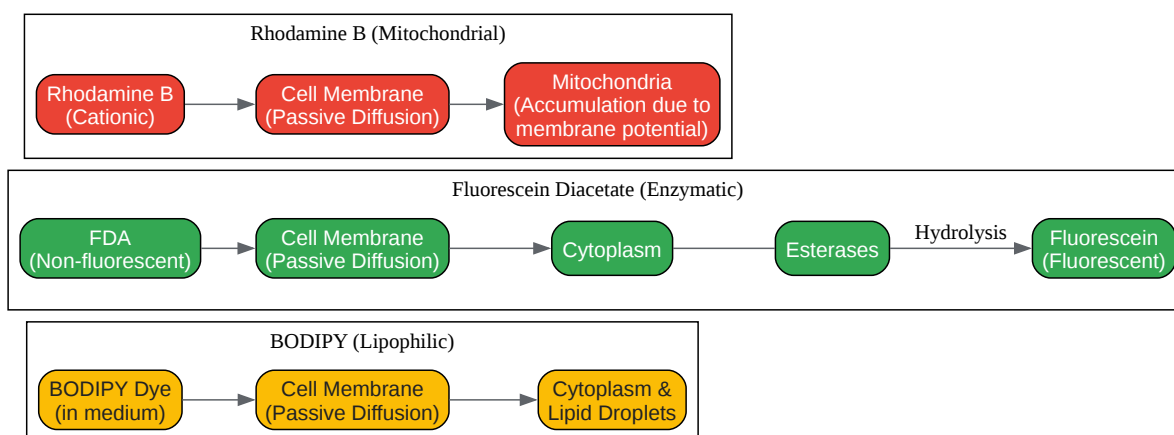 Rhodamine B (Mitochondrial)
Rhodamine B
(Cationic)
Cell Membrane
(Passive Diffusion)
Mitochondria
(Accumulation due to
membrane potential)
Fluorescein Diacetate (Enzymatic)
FDA
(Non-fluorescent)
Cell Membrane
(Passive Diffusion)
Cytoplasm
Esterases
Hydrolysis
Fluorescein
(Fluorescent)
BODIPY (Lipophilic)
BODIPY Dye
(in medium)
Cell Membrane
(Passive Diffusion)
Cytoplasm &
Lipid Droplets